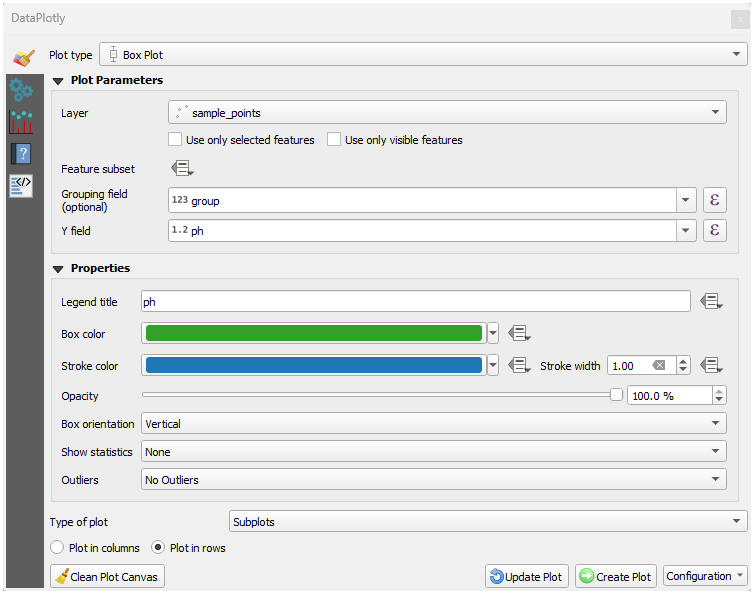 DataPlotly
Plot type Box Plot
Plot Parameters
Layer sample_points
Use only selected features Use only visible features
Feature subset
Grouping field
(optional) 123 group ε
Y field 1.2 ph ε
Properties
Legend title ph
Box color
Stroke color Stroke width 1.00
Opacity 100.0 %
Box orientation Vertical
Show statistics None
Outliers No Outliers
Type of plot Subplots
Plot in columns Plot in rows
Clean Plot Canvas Update Plot Create Plot Configuration